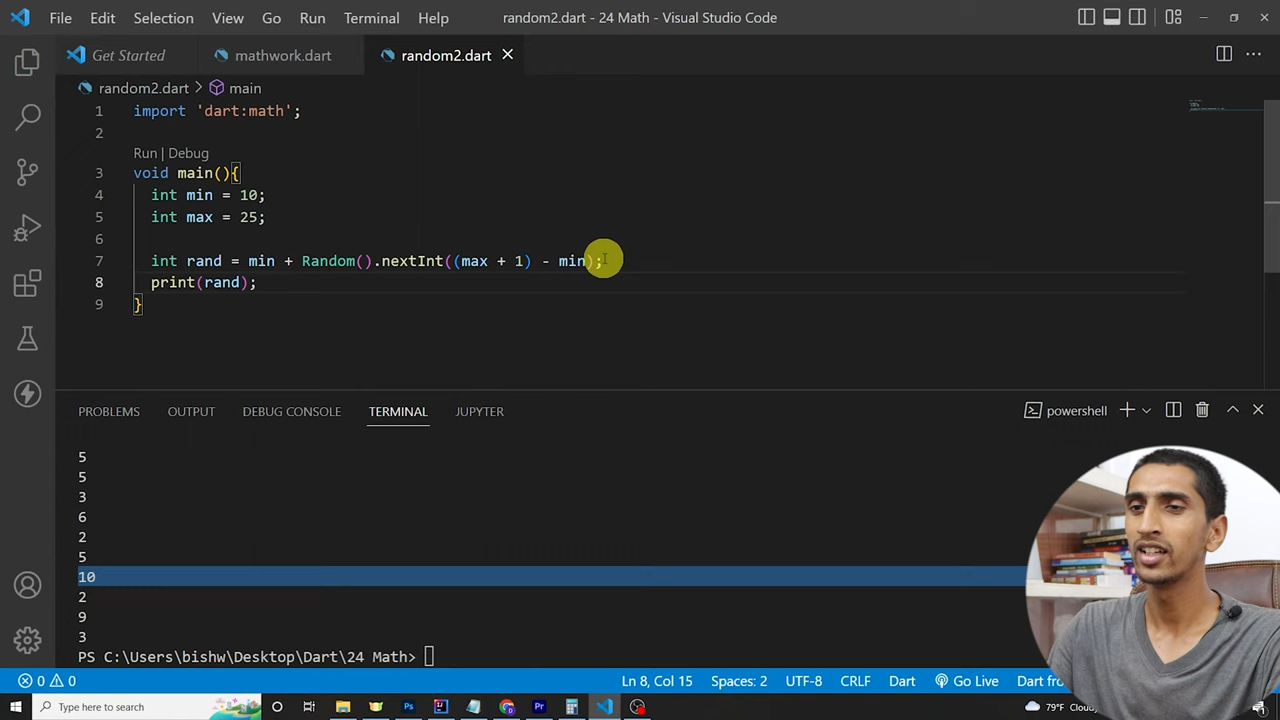 File Edit Selection View Go Run Terminal Help random2.dart - 24 Math - Visual Studio Code
Get Started mathwork.dart random2.dart
random2.dart > main
1 import 'dart:math';
2
Run | Debug
3 void main(){
4 int min = 10;
5 int max = 25;
6
7 int rand = min + Random().nextInt((max + 1) - min);
8 print(rand);
9 }
PROBLEMS OUTPUT DEBUG CONSOLE TERMINAL JUPYTER powershell
5
5
3
6
2
5
10
2
9
3
PS C:\Users\bishw\Desktop\Dart\24 Math>
0 0 Ln 8, Col 15 Spaces: 2 UTF-8 CRLF Dart Go Live Dart
Type here to search 79°F Cloudy